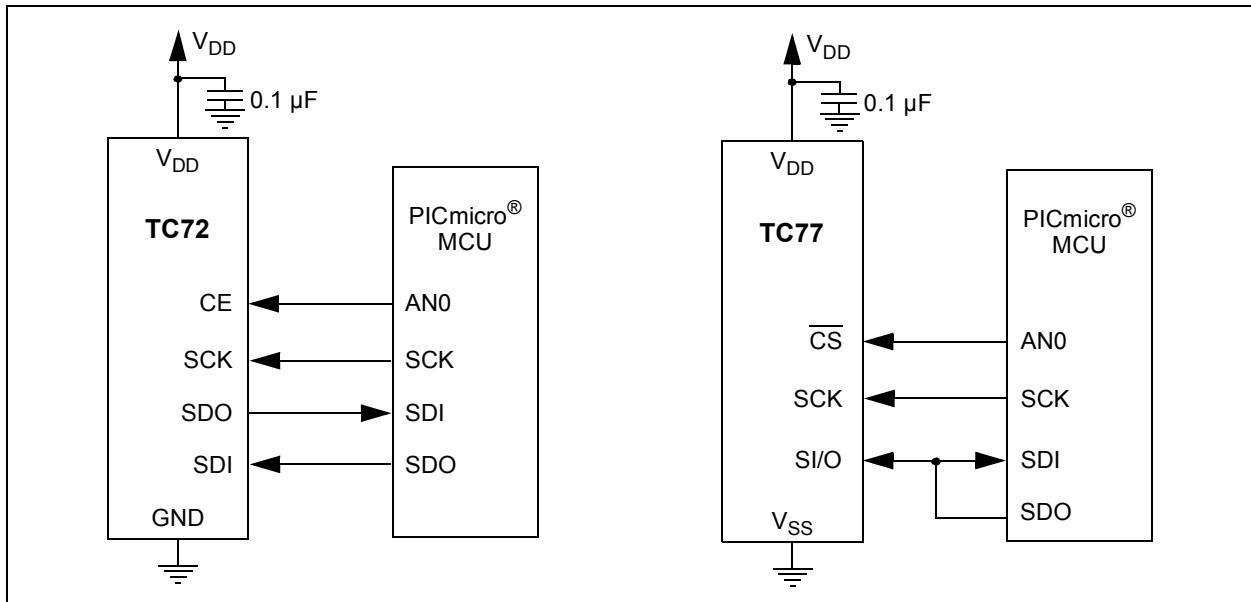 V_DD
0.1 µF
V_DD
TC72
CE
SCK
SDO
SDI
GND
PICmicro®
MCU
AN0
SCK
SDI
SDO
V_DD
0.1 µF
V_DD
TC77
C̅S̅
SCK
SI/O
V_SS
PICmicro®
MCU
AN0
SCK
SDI
SDO